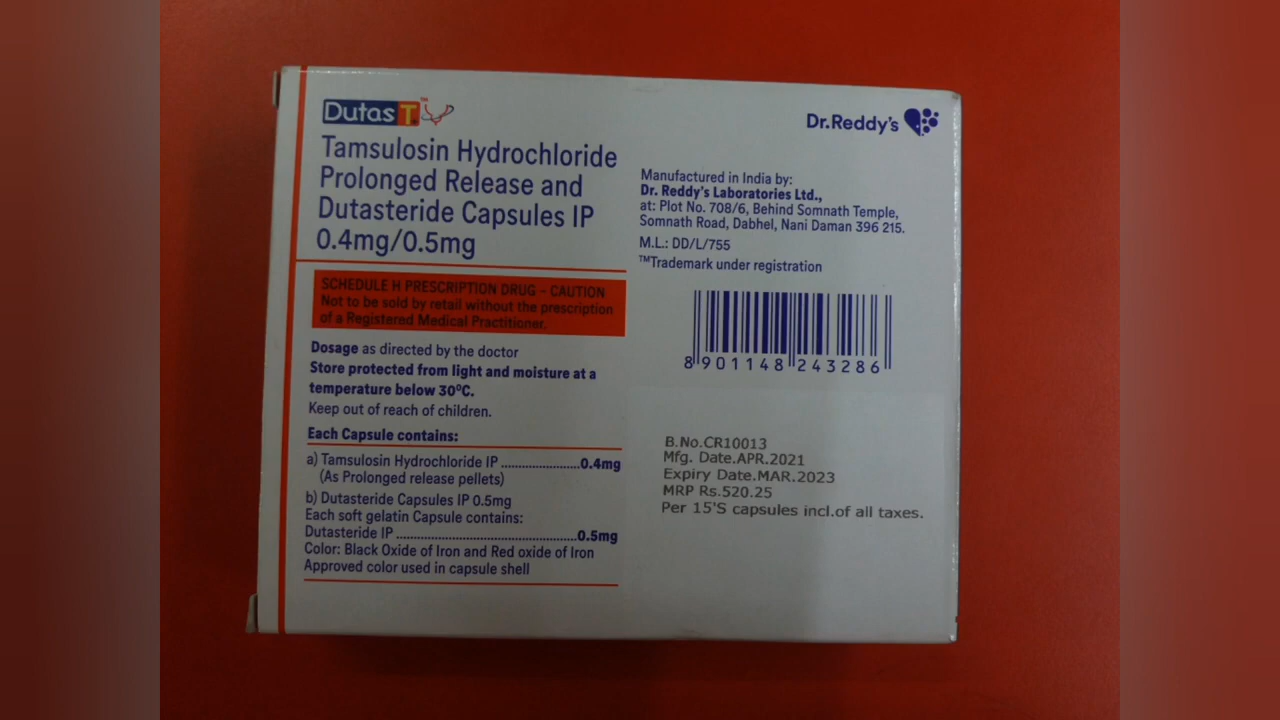 Dutas T™
Tamsulosin Hydrochloride
Prolonged Release and
Dutasteride Capsules IP
0.4mg/0.5mg
SCHEDULE H PRESCRIPTION DRUG – CAUTION
Not to be sold by retail without the prescription
of a Registered Medical Practitioner.
Dosage as directed by the doctor
Store protected from light and moisture at a
temperature below 30°C.
Keep out of reach of children.
Each Capsule contains:
a) Tamsulosin Hydrochloride IP .......................0.4mg
(As Prolonged release pellets)
b) Dutasteride Capsules IP 0.5mg
Each soft gelatin Capsule contains:
Dutasteride IP .....................................................0.5mg
Color: Black Oxide of Iron and Red oxide of Iron
Approved color used in capsule shell
Dr.Reddy's
Manufactured in India by:
Dr. Reddy's Laboratories Ltd.,
at: Plot No. 708/6, Behind Somnath Temple,
Somnath Road, Dabhel, Nani Daman 396 215.
M.L.: DD/L/755
™Trademark under registration
8 901148 243286
B.No.CR10013
Mfg. Date.APR.2021
Expiry Date.MAR.2023
MRP Rs.520.25
Per 15'S capsules incl.of all taxes.